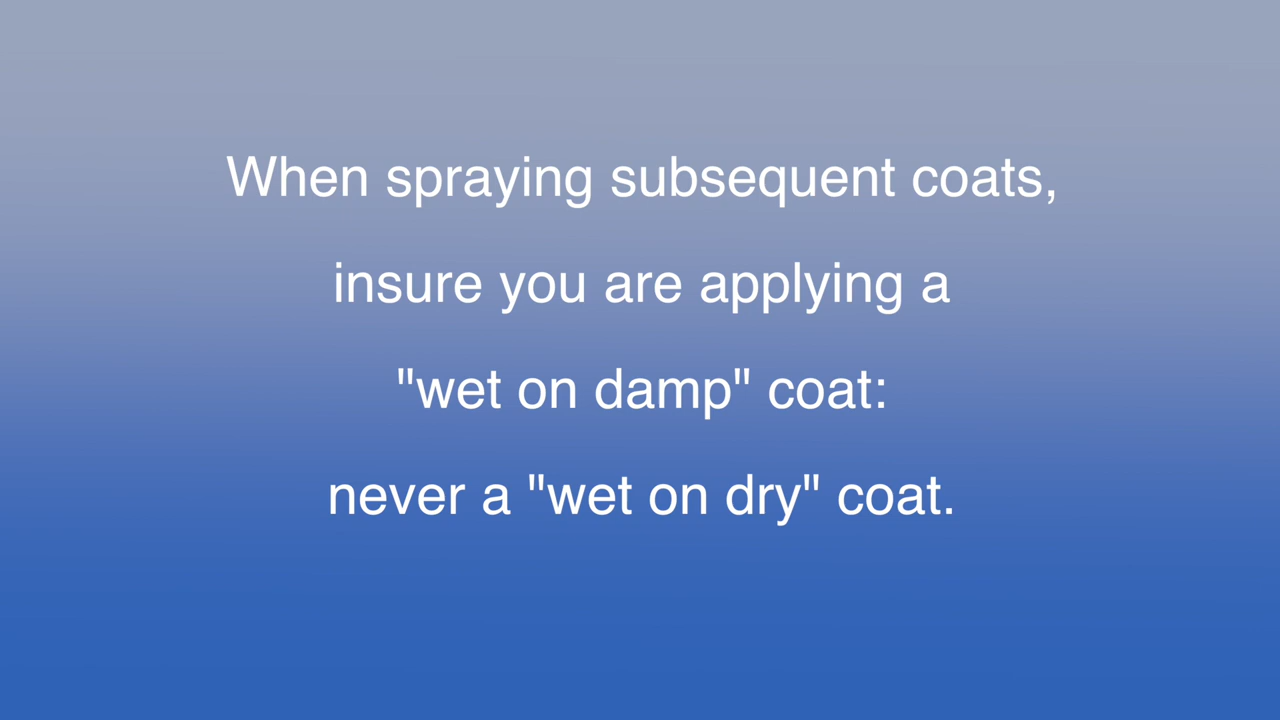 When spraying subsequent coats,
insure you are applying a
"wet on damp" coat:
never a "wet on dry" coat.